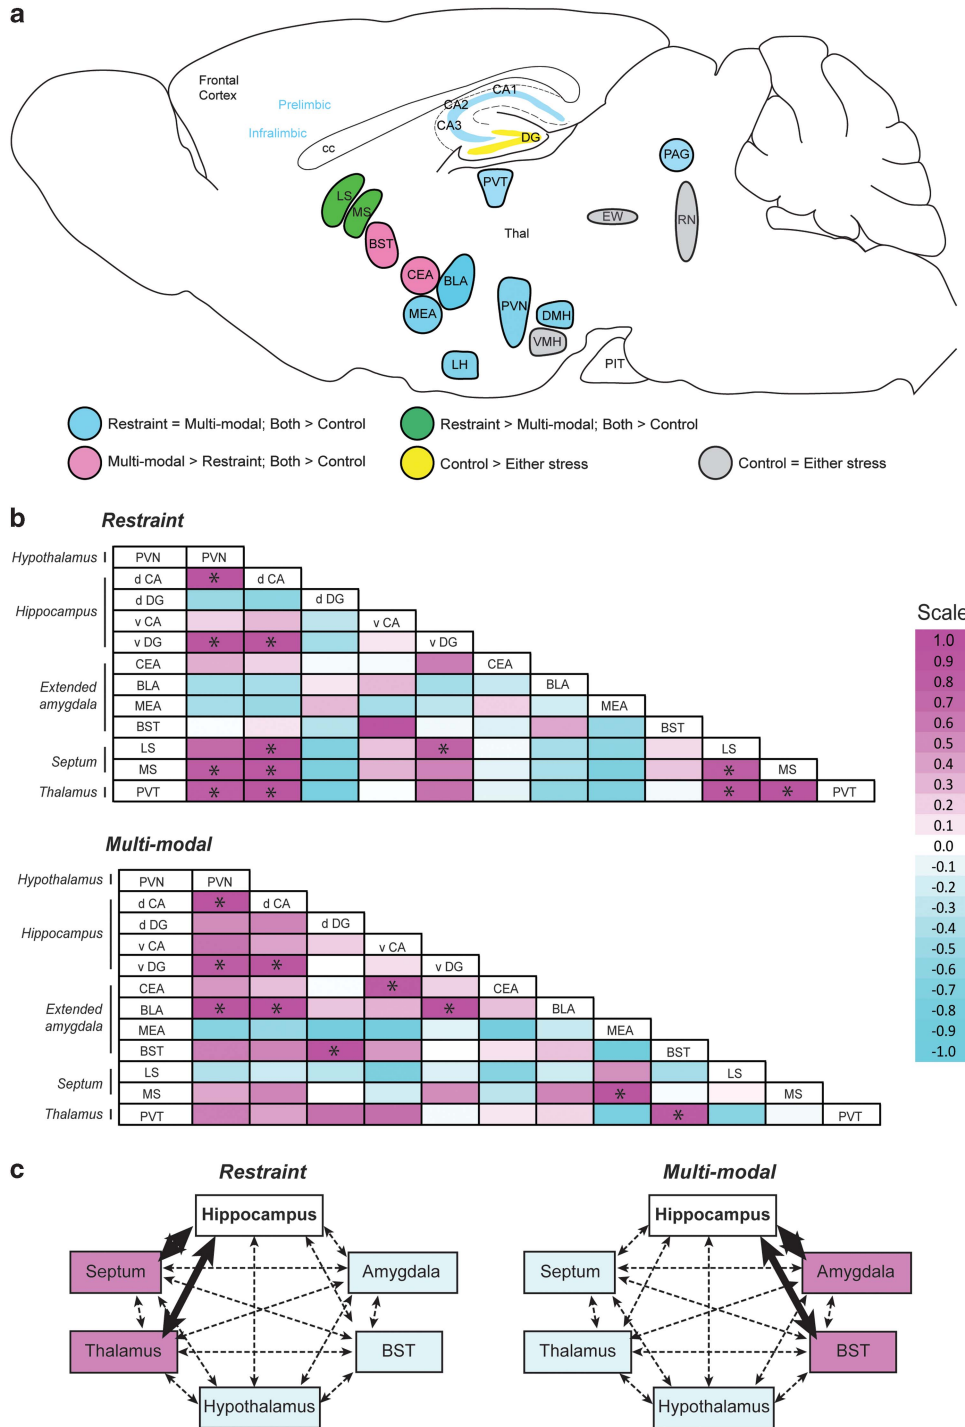 a
Frontal
Cortex
Prelimbic
Infralimbic
cc
CA1
CA2
CA3
DG
PAG
PVT
LS
MS
EW
RN
BST
Thal
CEA
BLA
MEA
PVN
DMH
VMH
LH
PIT
Restraint = Multi-modal; Both > Control
Restraint > Multi-modal; Both > Control
Multi-modal > Restraint; Both > Control
Control > Either stress
Control = Either stress
b
Restraint
Hypothalamus PVN PVN
d CA * d CA
Hippocampus
d DG d DG
v CA v CA
v DG * * v DG
CEA CEA
Extended
amygdala
BLA BLA
MEA MEA
BST BST
Septum
LS * * LS
MS * * * MS
Thalamus PVT * * * * PVT
Scale
1.0
0.9
0.8
0.7
0.6
0.5
0.4
0.3
0.2
0.1
0.0
-0.1
-0.2
-0.3
-0.4
-0.5
-0.6
-0.7
-0.8
-0.9
-1.0
Multi-modal
Hypothalamus PVN PVN
d CA * d CA
Hippocampus
d DG d DG
v CA v CA
v DG * * v DG
CEA * CEA
Extended
amygdala
BLA * * * BLA
MEA MEA
BST * BST
Septum
LS LS
MS * MS
Thalamus PVT * PVT
c
Restraint
Hippocampus
Septum
Amygdala
Thalamus
BST
Hypothalamus
Multi-modal
Hippocampus
Septum
Amygdala
Thalamus
BST
Hypothalamus